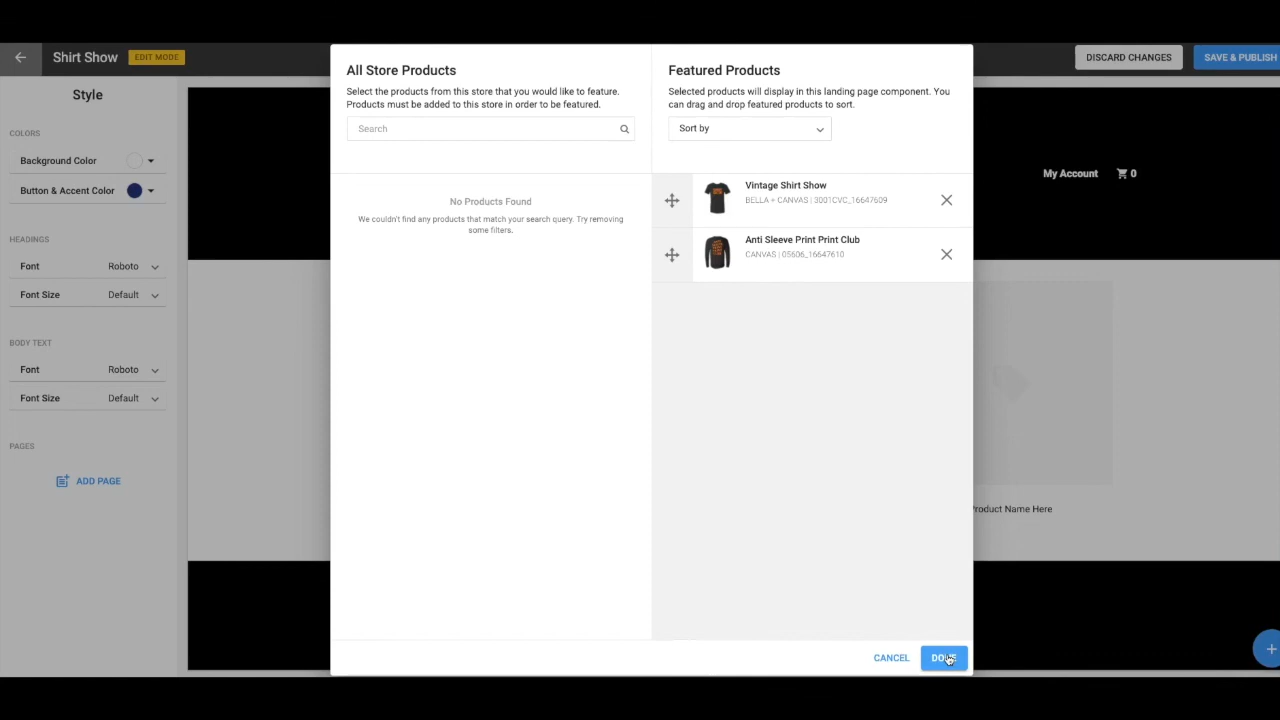 Shirt Show
EDIT MODE
DISCARD CHANGES
SAVE & PUBLISH
Style
COLORS
Background Color
Button & Accent Color
HEADINGS
Font
Roboto
Font Size
Default
BODY TEXT
Font
Roboto
Font Size
Default
PAGES
ADD PAGE
All Store Products
Select the products from this store that you would like to feature.
Products must be added to this store in order to be featured.
Search
No Products Found
We couldn't find any products that match your search query. Try removing
some filters.
Featured Products
Selected products will display in this landing page component. You
can drag and drop featured products to sort.
Sort by
Vintage Shirt Show
BELLA + CANVAS | 3001CVC_16647609
Anti Sleeve Print Print Club
CANVAS | 05606_16647610
CANCEL
DONE
My Account
0
Product Name Here